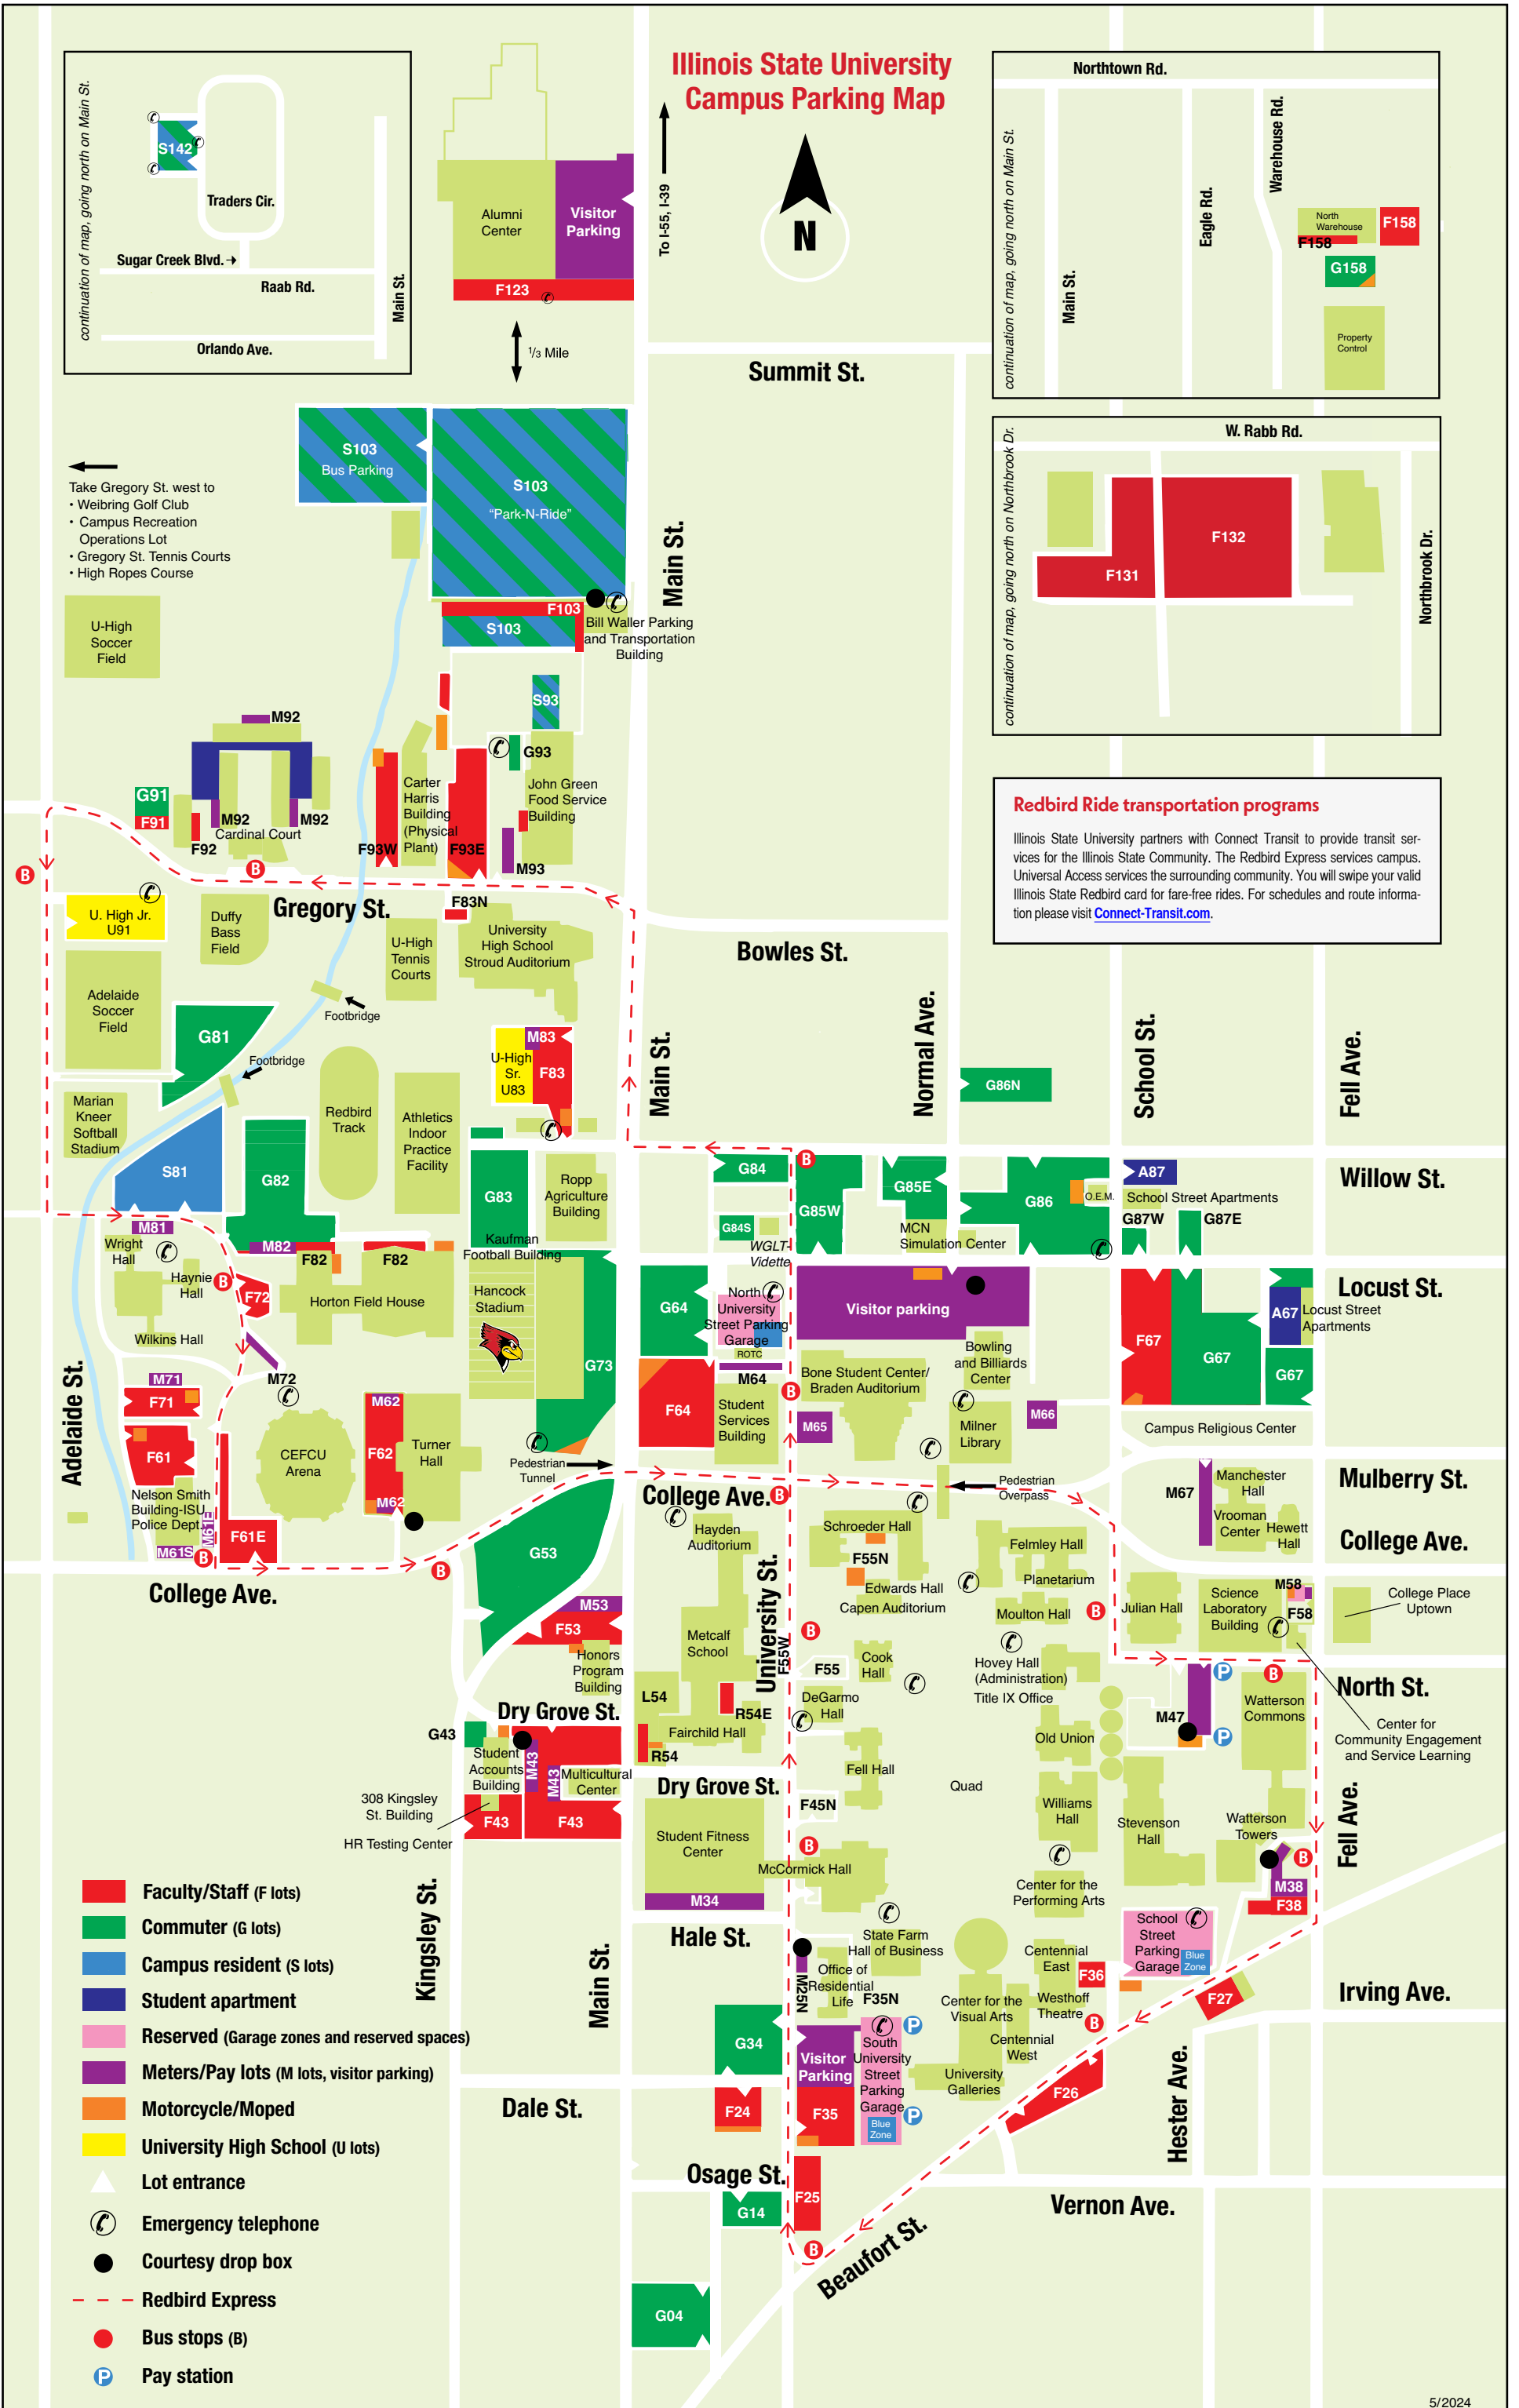 Illinois State University
Campus Parking Map
N
To I-55, I-39
continuation of map, going north on Main St.
S142
Traders Cir.
Sugar Creek Blvd.
Raab Rd.
Main St.
Orlando Ave.
Alumni
Center
Visitor
Parking
F123
1/3 Mile
Summit St.
Northtown Rd.
continuation of map, going north on Main St.
Main St.
Eagle Rd.
Warehouse Rd.
North
Warehouse
F158
F158
G158
Property
Control
W. Rabb Rd.
continuation of map, going north on Northbrook Dr.
F131
F132
Northbrook Dr.
Redbird Ride transportation programs
Illinois State University partners with Connect Transit to provide transit ser-
vices for the Illinois State Community. The Redbird Express services campus.
Universal Access services the surrounding community. You will swipe your valid
Illinois State Redbird card for fare-free rides. For schedules and route informa-
tion please visit Connect-Transit.com.
Take Gregory St. west to
• Weibring Golf Club
• Campus Recreation
Operations Lot
• Gregory St. Tennis Courts
• High Ropes Course
S103
Bus Parking
S103
"Park-N-Ride"
Main St.
F103
S103
Bill Waller Parking
and Transportation
Building
U-High
Soccer
Field
S93
G93
M92
G91
F91
M92
M92
F92
Cardinal Court
Carter
Harris
Building
(Physical
Plant)
F93W
F93E
John Green
Food Service
Building
M93
B
B
Gregory St.
F83N
U. High Jr.
U91
Duffy
Bass
Field
U-High
Tennis
Courts
University
High School
Stroud Auditorium
Bowles St.
Adelaide
Soccer
Field
Footbridge
G81
Footbridge
M83
U-High
Sr.
U83
F83
Main St.
Normal Ave.
School St.
Fell Ave.
G86N
Marian
Kneer
Softball
Stadium
Redbird
Track
Athletics
Indoor
Practice
Facility
S81
G82
G83
Ropp
Agriculture
Building
G84
B
G85W
G85E
G86
O.E.M.
A87
School Street Apartments
Willow St.
G84S
WGLT-
Vidette
MCN
Simulation Center
G87W
G87E
M81
Wright
Hall
Haynie
Hall
Wilkins Hall
M82
F82
F82
B
F72
Horton Field House
Kaufman
Football Building
Hancock
Stadium
G73
G64
North
University
Street Parking
Garage
ROTC
M64
Visitor parking
Locust St.
A67
Locust Street
Apartments
F67
G67
G67
M72
M71
F71
F61
Adelaide St.
CEFCU
Arena
M62
F62
M62
Turner
Hall
F64
Student
Services
Building
B
M65
Bone Student Center/
Braden Auditorium
Bowling
and Billiards
Center
Milner
Library
M66
Campus Religious Center
Mulberry St.
Pedestrian
Tunnel
Pedestrian
Overpass
College Ave.
B
Nelson Smith
Building-ISU
Police Dept.
M61E
M61S
B
F61E
College Ave.
B
G53
M53
F53
Honors
Program
Building
Hayden
Auditorium
Metcalf
School
University St.
F55W
Schroeder Hall
F55N
Edwards Hall
Capen Auditorium
B
F55
Cook
Hall
DeGarmo
Hall
Felmley Hall
Planetarium
Moulton Hall
B
Hovey Hall
(Administration)
Title IX Office
Julian Hall
M67
Manchester
Hall
Vrooman
Center
Hewett
Hall
College Ave.
Science
Laboratory
Building
M58
F58
College Place
Uptown
North St.
P
B
Watterson
Commons
M47
P
Center for
Community Engagement
and Service Learning
Dry Grove St.
G43
Student
Accounts
Building
M43
M43
Multicultural
Center
F43
F43
308 Kingsley
St. Building
HR Testing Center
L54
R54E
Fairchild Hall
R54
Dry Grove St.
Student Fitness
Center
M34
Old Union
Fell Hall
Quad
F45N
B
McCormick Hall
Williams
Hall
Stevenson
Hall
Watterson
Towers
B
M38
F38
Fell Ave.
Center for the
Performing Arts
School
Street
Parking
Garage
Blue
Zone
Hale St.
Kingsley St.
Main St.
State Farm
Hall of Business
M25N
Office of
Residential
Life
F35N
Centennial
East
F36
Westhoff
Theatre
Center for the
Visual Arts
Centennial
West
University
Galleries
B
F27
Irving Ave.
G34
Visitor
Parking
South
University
Street
Parking
Garage
Blue
Zone
P
P
Dale St.
F24
F35
F26
Hester Ave.
Osage St.
G14
F25
B
Vernon Ave.
Beaufort St.
G04
Faculty/Staff (F lots)
Commuter (G lots)
Campus resident (S lots)
Student apartment
Reserved (Garage zones and reserved spaces)
Meters/Pay lots (M lots, visitor parking)
Motorcycle/Moped
University High School (U lots)
Lot entrance
Emergency telephone
Courtesy drop box
Redbird Express
Bus stops (B)
P Pay station
5/2024